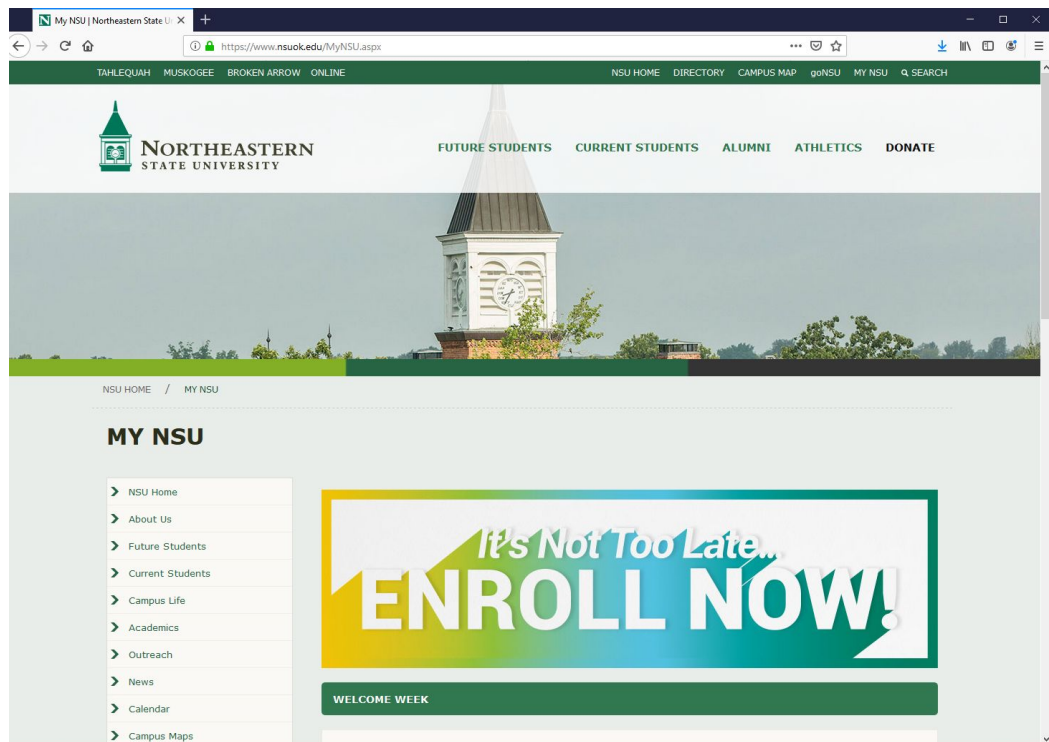 My NSU | Northeastern State U
https://www.nsuok.edu/MyNSU.aspx
TAHLEQUAH MUSKOGEE BROKEN ARROW ONLINE NSU HOME DIRECTORY CAMPUS MAP goNSU MY NSU SEARCH
NORTHEASTERN
STATE UNIVERSITY
FUTURE STUDENTS CURRENT STUDENTS ALUMNI ATHLETICS DONATE
NSU HOME / MY NSU
MY NSU
NSU Home
About Us
Future Students
Current Students
Campus Life
Academics
Outreach
News
Calendar
Campus Maps
It's Not Too Late...
ENROLL NOW!
WELCOME WEEK